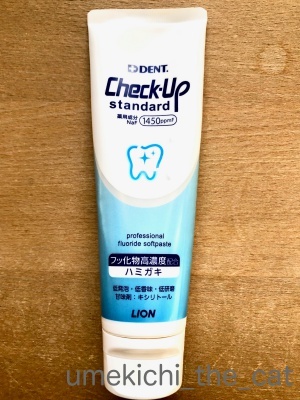 DENT.
Check-Up
standard
薬用成分
NaF
1450ppmF
professional
fluoride softpaste
フッ化物高濃度配合
ハミガキ
低発泡・低香味・低研磨
甘味剤：キシリトール
LION
umekichi_the_cat